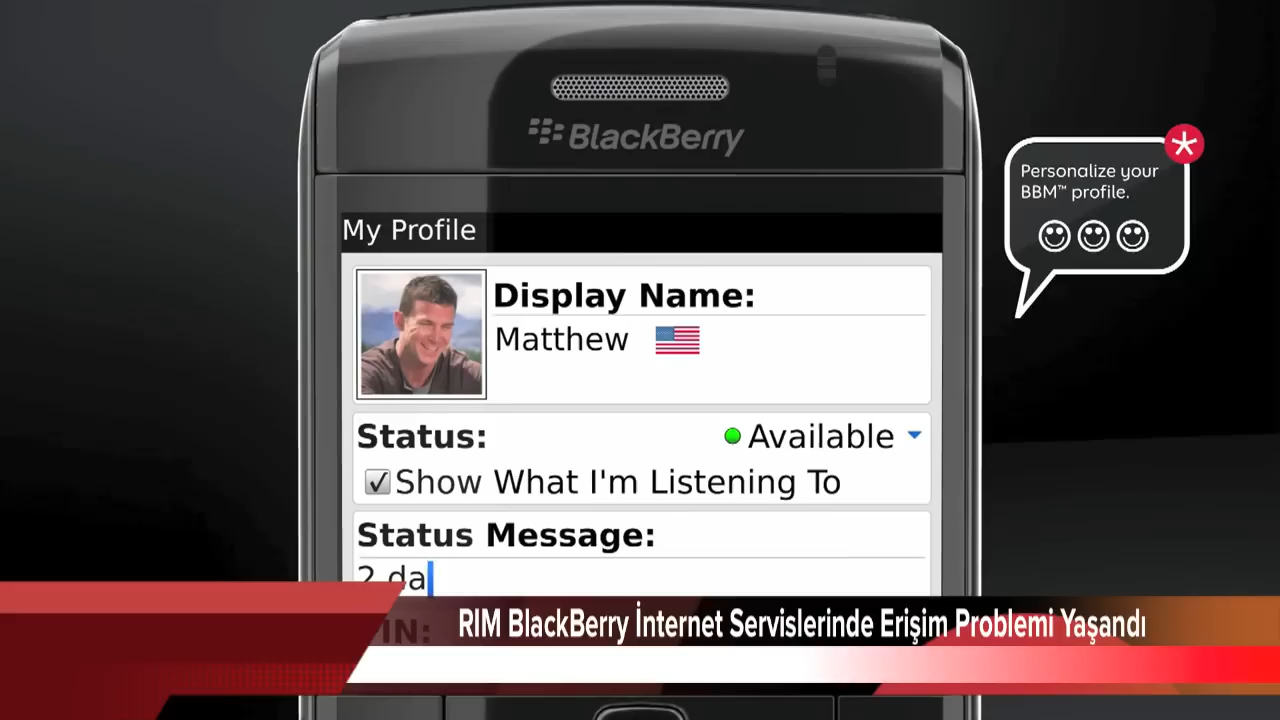 BlackBerry
Personalize your
BBM™ profile.
My Profile
Display Name:
Matthew
Status:
Available
Show What I'm Listening To
Status Message:
2 da
PIN:
RIM BlackBerry İnternet Servislerinde Erişim Problemi Yaşandı